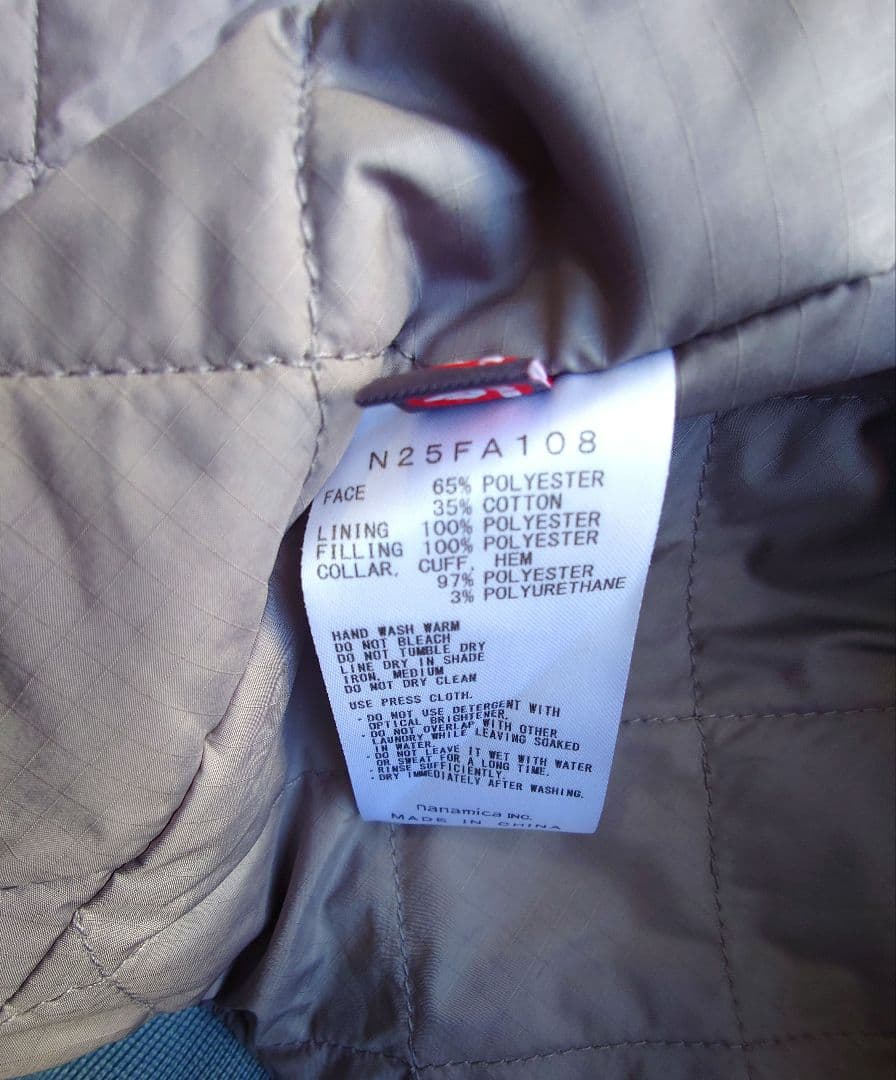 N25FA108
FACE 65% POLYESTER
35% COTTON
LINING 100% POLYESTER
FILLING 100% POLYESTER
COLLAR, CUFF, HEM
97% POLYESTER
3% POLYURETHANE
HAND WASH WARM
DO NOT BLEACH
DO NOT TUMBLE DRY
LINE DRY IN SHADE
IRON, MEDIUM
DO NOT DRY CLEAN
USE PRESS CLOTH.
· DO NOT USE DETERGENT WITH
OPTICAL BRIGHTENER.
· DO NOT OVERLAP WITH OTHER
LAUNDRY WHILE LEAVING SOAKED
IN WATER.
· DO NOT LEAVE IT WET WITH WATER
OR SWEAT FOR A LONG TIME.
· RINSE SUFFICIENTLY.
· DRY IMMEDIATELY AFTER WASHING.
nanamica INC.
MADE IN CHINA